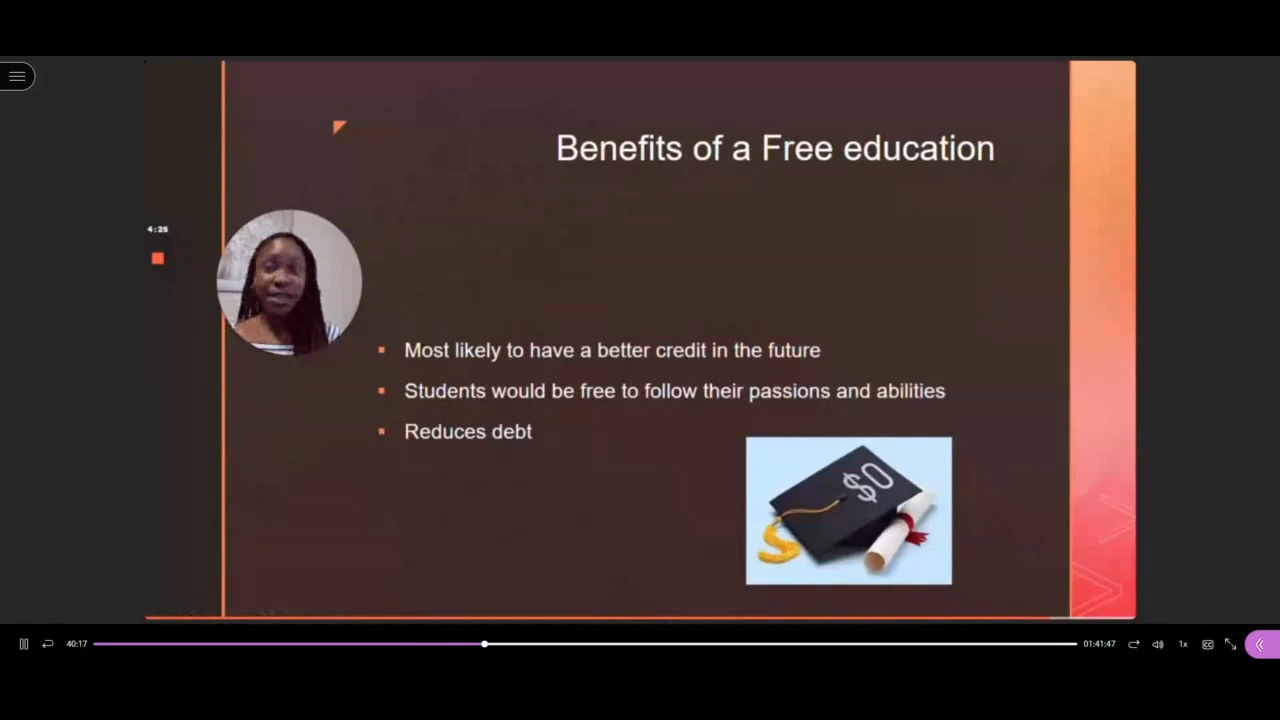 Benefits of a Free education
4:25
Most likely to have a better credit in the future
Students would be free to follow their passions and abilities
Reduces debt
$0
40:17
01:41:47
1x
CC